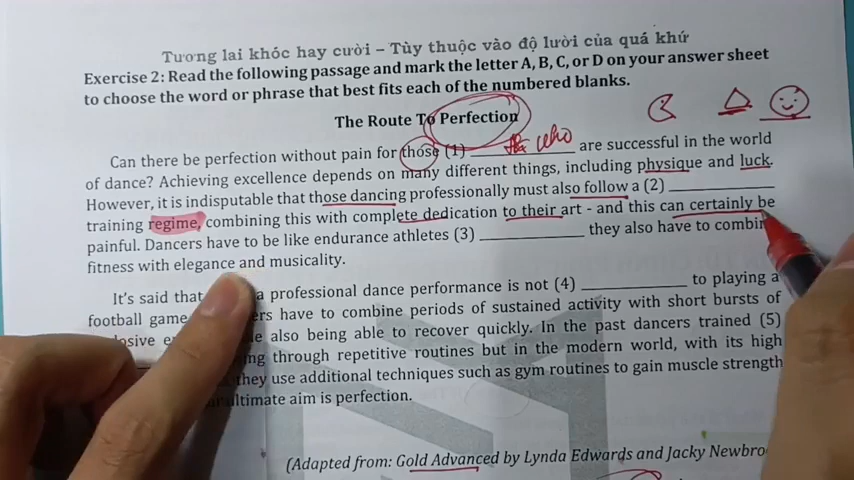 Tương lai khóc hay cười – Tùy thuộc vào độ lười của quá khứ
Exercise 2: Read the following passage and mark the letter A, B, C, or D on your answer sheet
to choose the word or phrase that best fits each of the numbered blanks.
The Route To Perfection
who
Can there be perfection without pain for those (1) __________ are successful in the world
of dance? Achieving excellence depends on many different things, including physique and luck.
However, it is indisputable that those dancing professionally must also follow a (2) __________
training regime, combining this with complete dedication to their art - and this can certainly be
painful. Dancers have to be like endurance athletes (3) __________ they also have to
fitness with elegance and musicality.
It's said that a professional dance performance is not (4) __________ to playing a
football have to combine periods of sustained activity with short bursts of
also being able to recover quickly. In the past dancers trained (5)
through repetitive routines but in the modern world, with its high
they use additional techniques such as gym routines to gain muscle strength
ultimate aim is perfection.
(Adapted from: Gold Advanced by Lynda Edwards and Jacky